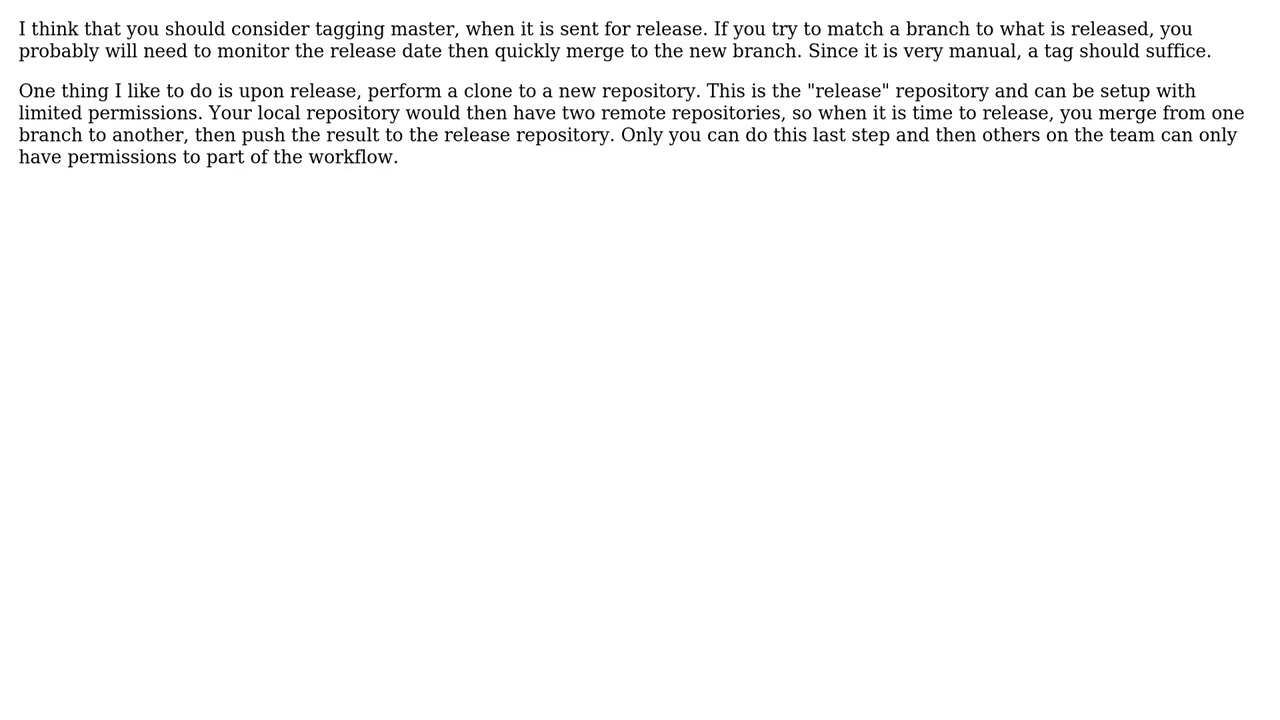 I think that you should consider tagging master, when it is sent for release. If you try to match a branch to what is released, you
probably will need to monitor the release date then quickly merge to the new branch. Since it is very manual, a tag should suffice.
One thing I like to do is upon release, perform a clone to a new repository. This is the "release" repository and can be setup with
limited permissions. Your local repository would then have two remote repositories, so when it is time to release, you merge from one
branch to another, then push the result to the release repository. Only you can do this last step and then others on the team can only
have permissions to part of the workflow.